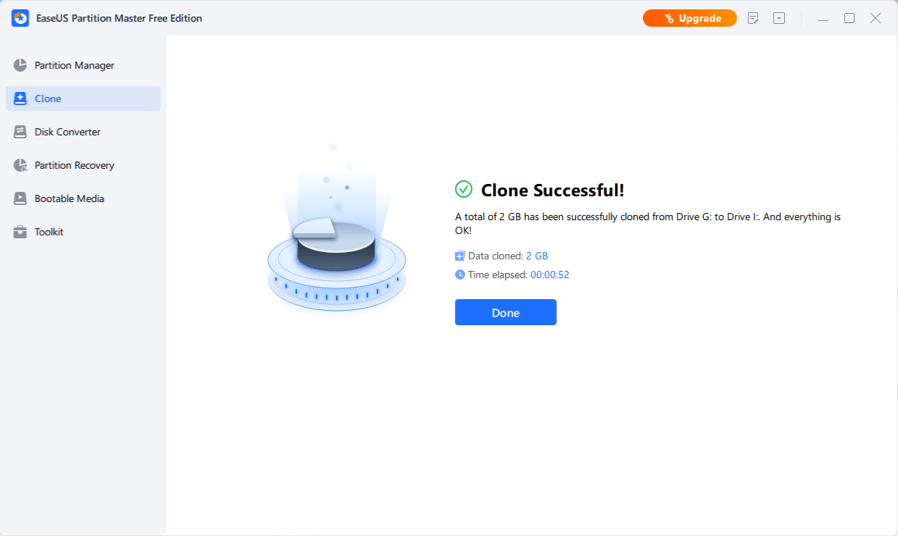 EaseUS Partition Master Free Edition
Upgrade
Partition Manager
Clone
Disk Converter
Partition Recovery
Bootable Media
Toolkit
Clone Successful!
A total of 2 GB has been successfully cloned from Drive G: to Drive I:. And everything is
OK!
Data cloned: 2 GB
Time elapsed: 00:00:52
Done